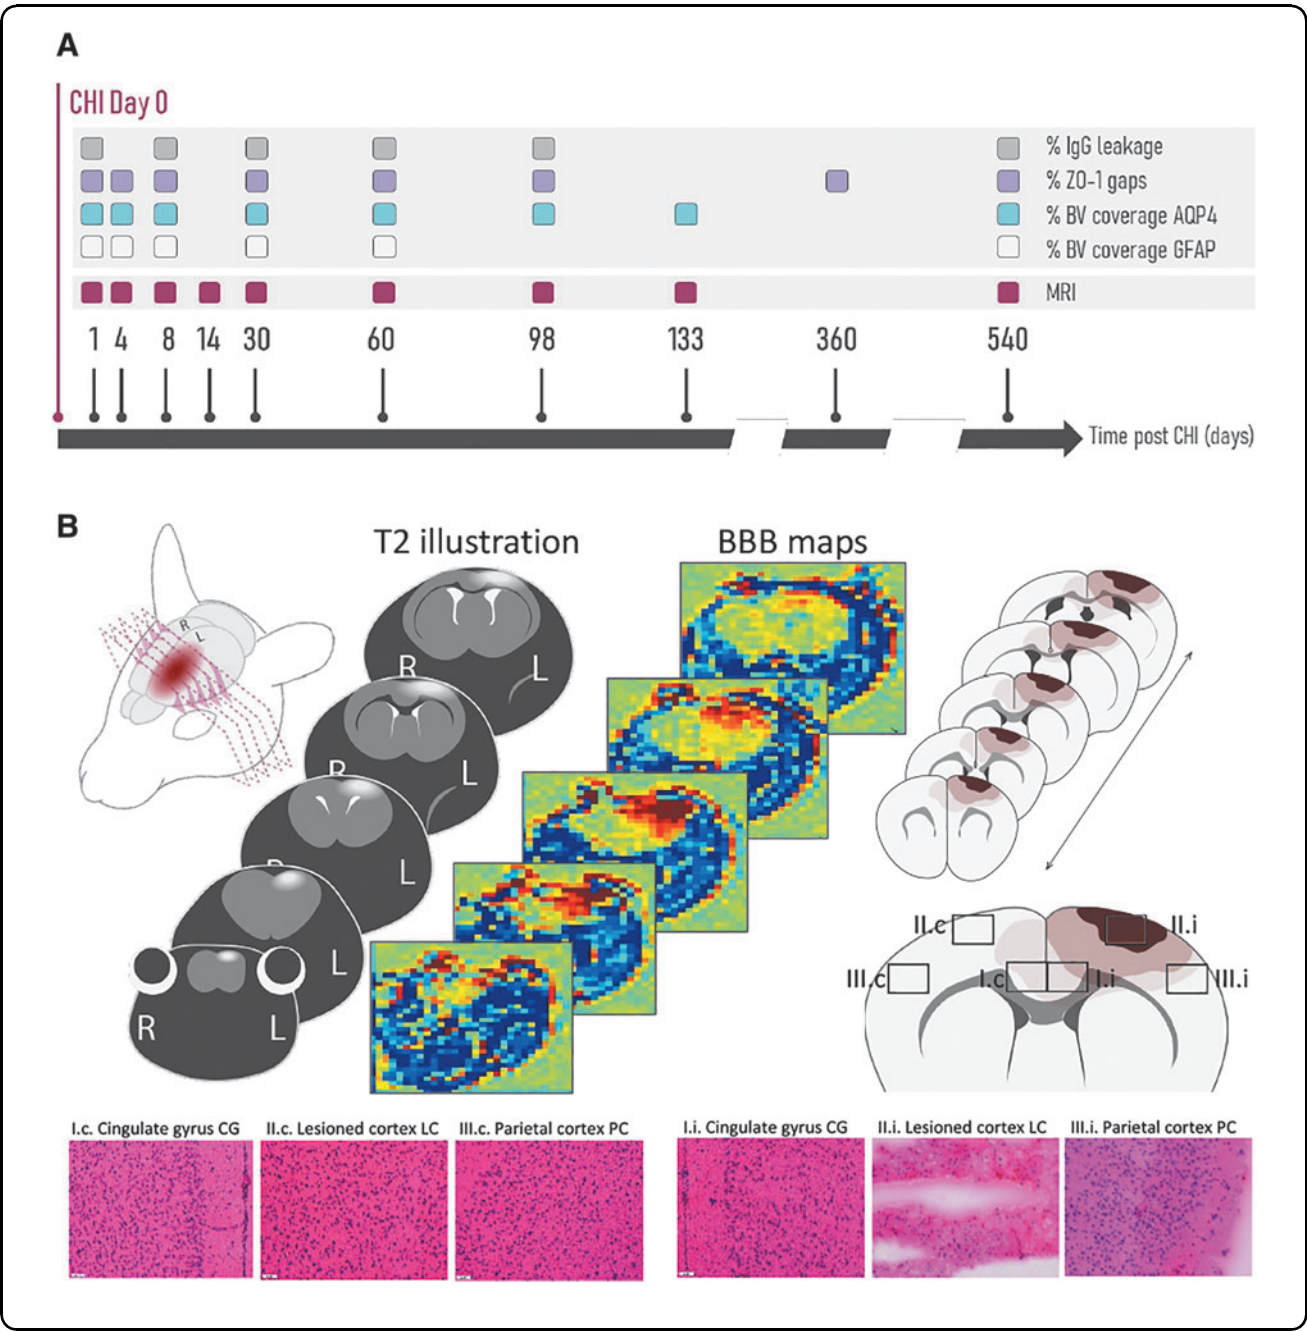 A
CHI Day 0
% IgG leakage
% ZO-1 gaps
% BV coverage AQP4
% BV coverage GFAP
MRI
1 4 8 14 30 60 98 133 360 540
Time post CHI (days)
B
T2 illustration
BBB maps
R
L
R L
R L
R L
L
R L
II.c II.i
III.c I.c I.i III.i
I.c. Cingulate gyrus CG
II.c. Lesioned cortex LC
III.c. Parietal cortex PC
I.i. Cingulate gyrus CG
II.i. Lesioned cortex LC
III.i. Parietal cortex PC